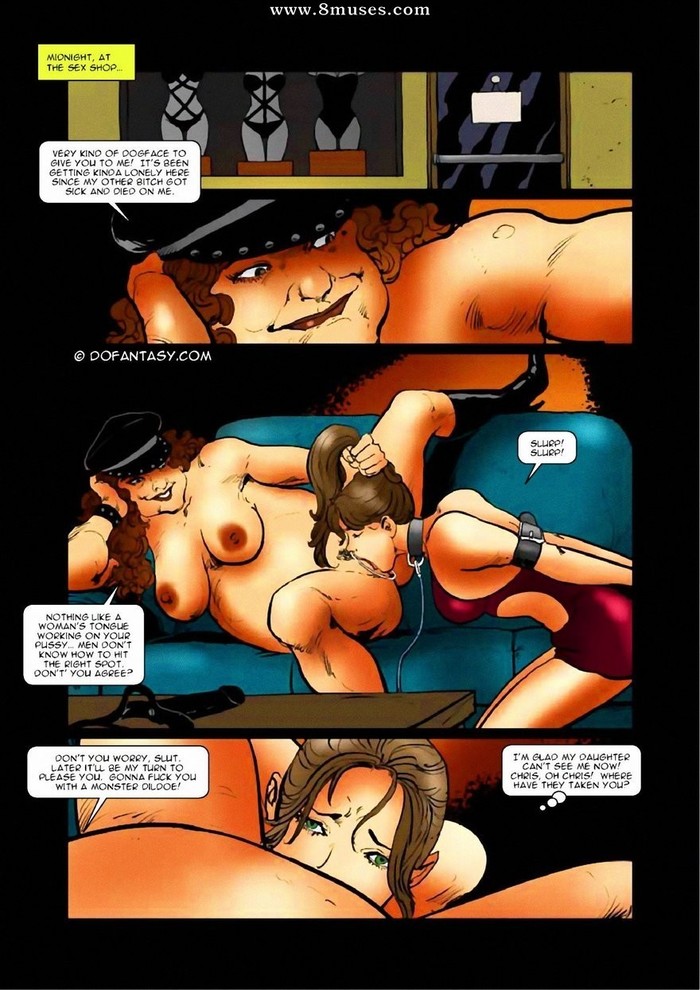 www.8muses.com
MIDNIGHT, AT
THE SEX SHOP...
VERY KIND OF DOGFACE TO
GIVE YOU TO ME! IT'S BEEN
GETTING KINDA LONELY HERE
SINCE MY OTHER BITCH GOT
SICK AND DIED ON ME.
© DOFANTASY.COM
SLURP!
SLURP!
NOTHING LIKE A
WOMAN'S TONGUE
WORKING ON YOUR
PUSSY... MEN DON'T
KNOW HOW TO HIT
THE RIGHT SPOT.
DON'T' YOU AGREE?
DON'T YOU WORRY, SLUT.
LATER IT'LL BE MY TURN TO
PLEASE YOU. GONNA FUCK YOU
WITH A MONSTER DILDOE!
I'M GLAD MY DAUGHTER
CAN'T SEE ME NOW!
CHRIS, OH CHRIS! WHERE
HAVE THEY TAKEN YOU?